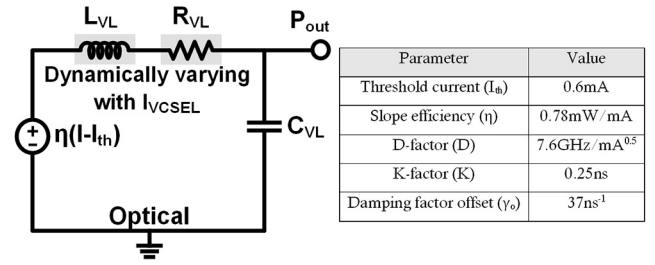 L_VL R_VL P_out
Dynamically varying
with I_VCSEL
+
−
η(I-I_th)
C_VL
Optical
Parameter Value
Threshold current (I_th) 0.6mA
Slope efficiency (η) 0.78mW/mA
D-factor (D) 7.6GHz/mA^0.5
K-factor (K) 0.25ns
Damping factor offset (γ_o) 37ns^-1